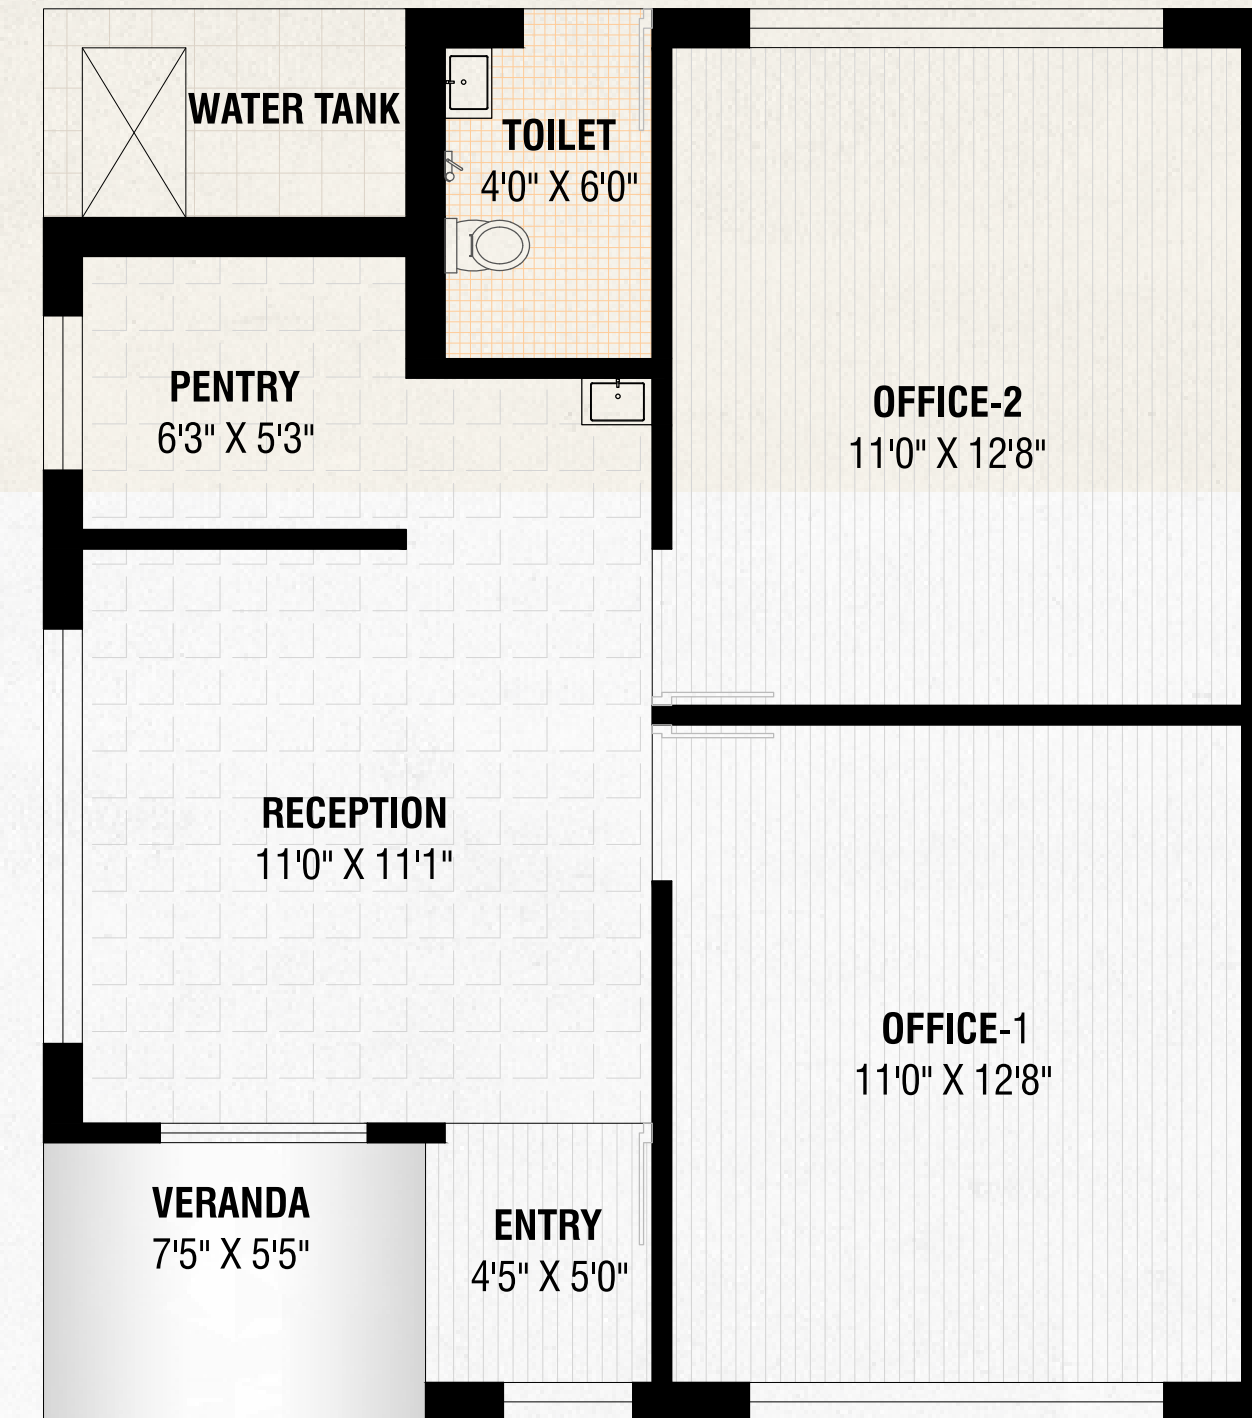 WATER TANK
TOILET
4'0" X 6'0"
PENTRY
6'3" X 5'3"
OFFICE-2
11'0" X 12'8"
RECEPTION
11'0" X 11'1"
OFFICE-1
11'0" X 12'8"
VERANDA
7'5" X 5'5"
ENTRY
4'5" X 5'0"